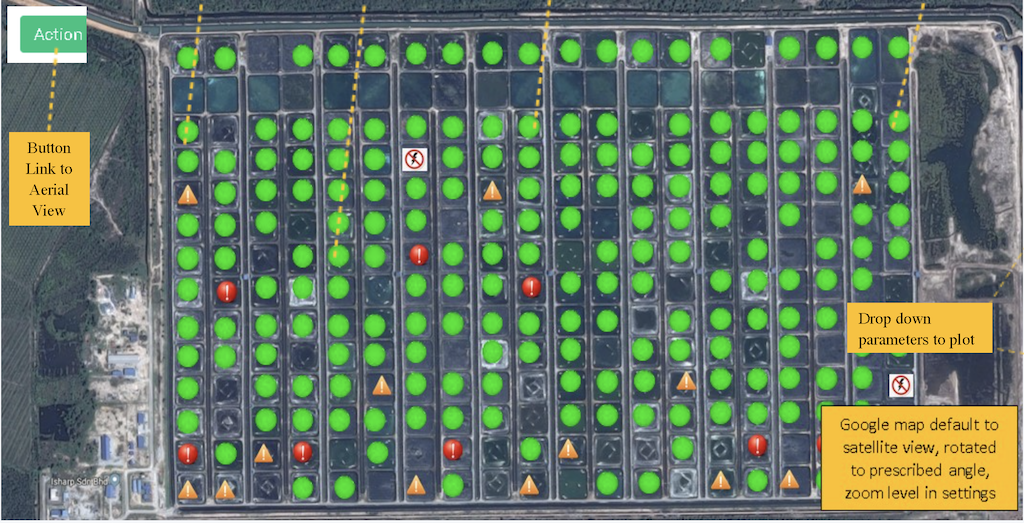 Action
Button
Link to
Aerial
View
Drop down
parameters to plot
Google map default to
satellite view, rotated
to prescribed angle,
zoom level in settings
Isharp Sdn Bhd